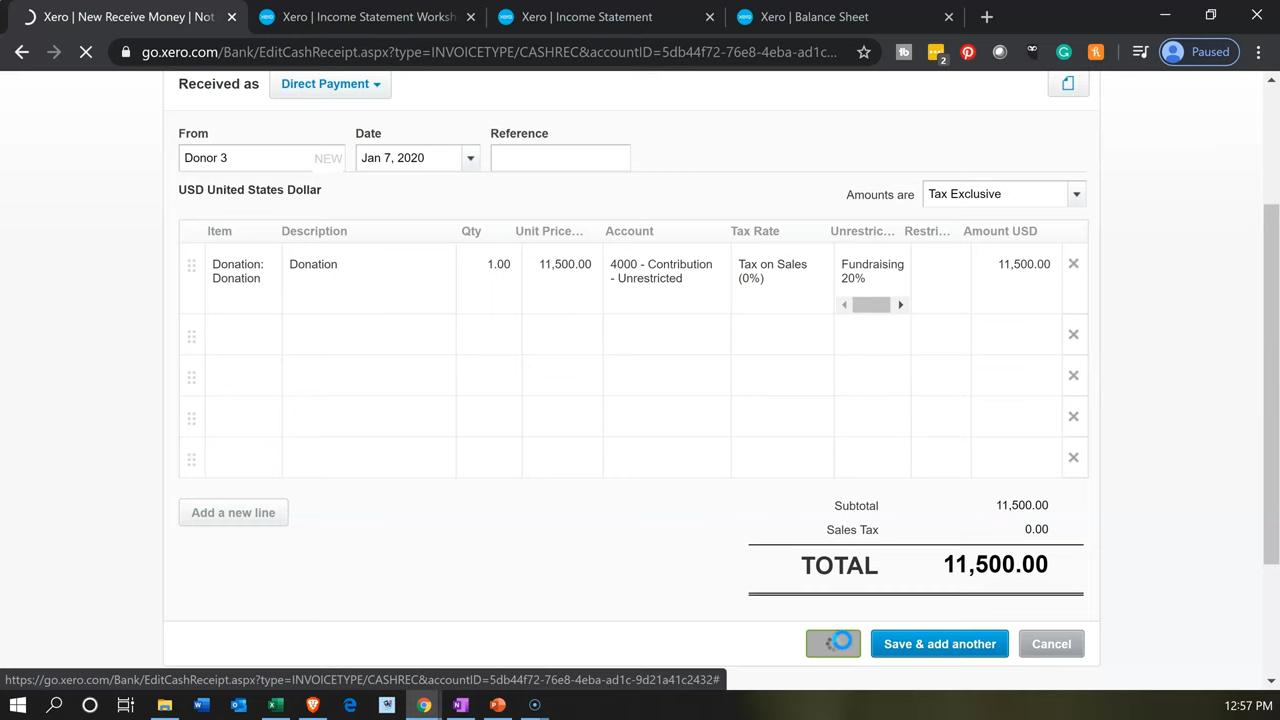 Xero | New Receive Money | Not
Xero | Income Statement Worksh
Xero | Income Statement
Xero | Balance Sheet
go.xero.com/Bank/EditCashReceipt.aspx?type=INVOICETYPE/CASHREC&accountID=5db44f72-76e8-4eba-ad1c...
tb
2
Paused
Received as
Direct Payment
From
Date
Reference
Donor 3
NEW
Jan 7, 2020
USD United States Dollar
Amounts are
Tax Exclusive
Item Description Qty Unit Price... Account Tax Rate Unrestric... Restri... Amount USD
Donation: Donation 1.00 11,500.00 4000 - Contribution Tax on Sales Fundraising 11,500.00
Donation - Unrestricted (0%) 20%
Add a new line
Subtotal 11,500.00
Sales Tax 0.00
TOTAL 11,500.00
Save & add another
Cancel
https://go.xero.com/Bank/EditCashReceipt.aspx?type=INVOICETYPE/CASHREC&accountID=5db44f72-76e8-4eba-ad1c-9d21a41c2432#
12:57 PM